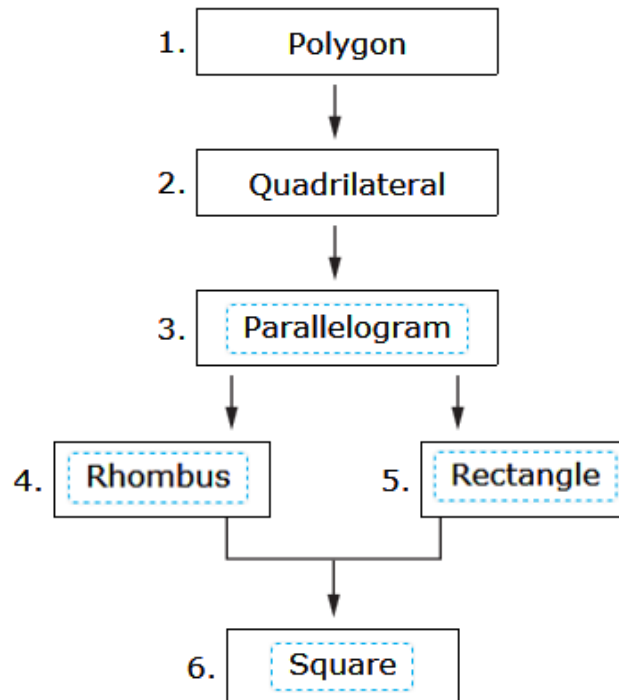 1. Polygon
2. Quadrilateral
3. Parallelogram
4. Rhombus
5. Rectangle
6. Square